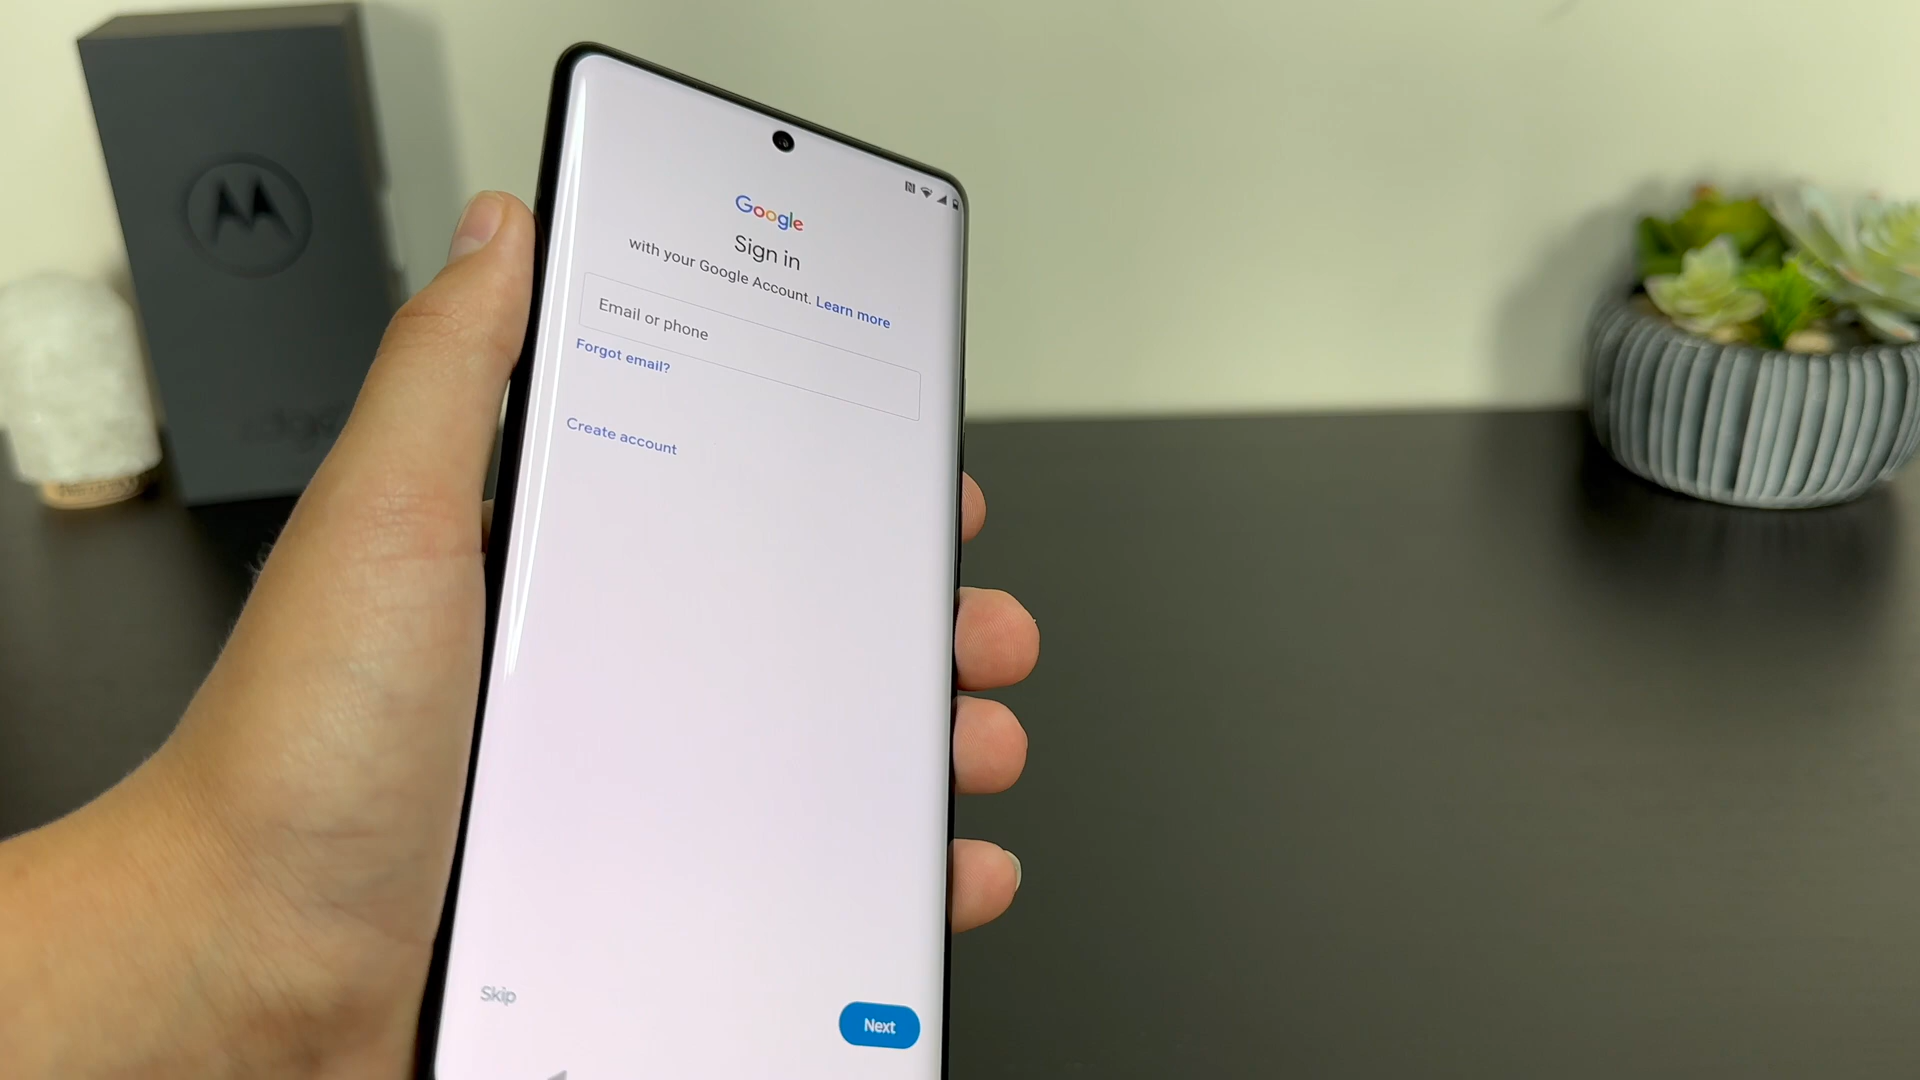 Google
Sign in
with your Google Account. Learn more
Email or phone
Forgot email?
Create account
Skip
Next